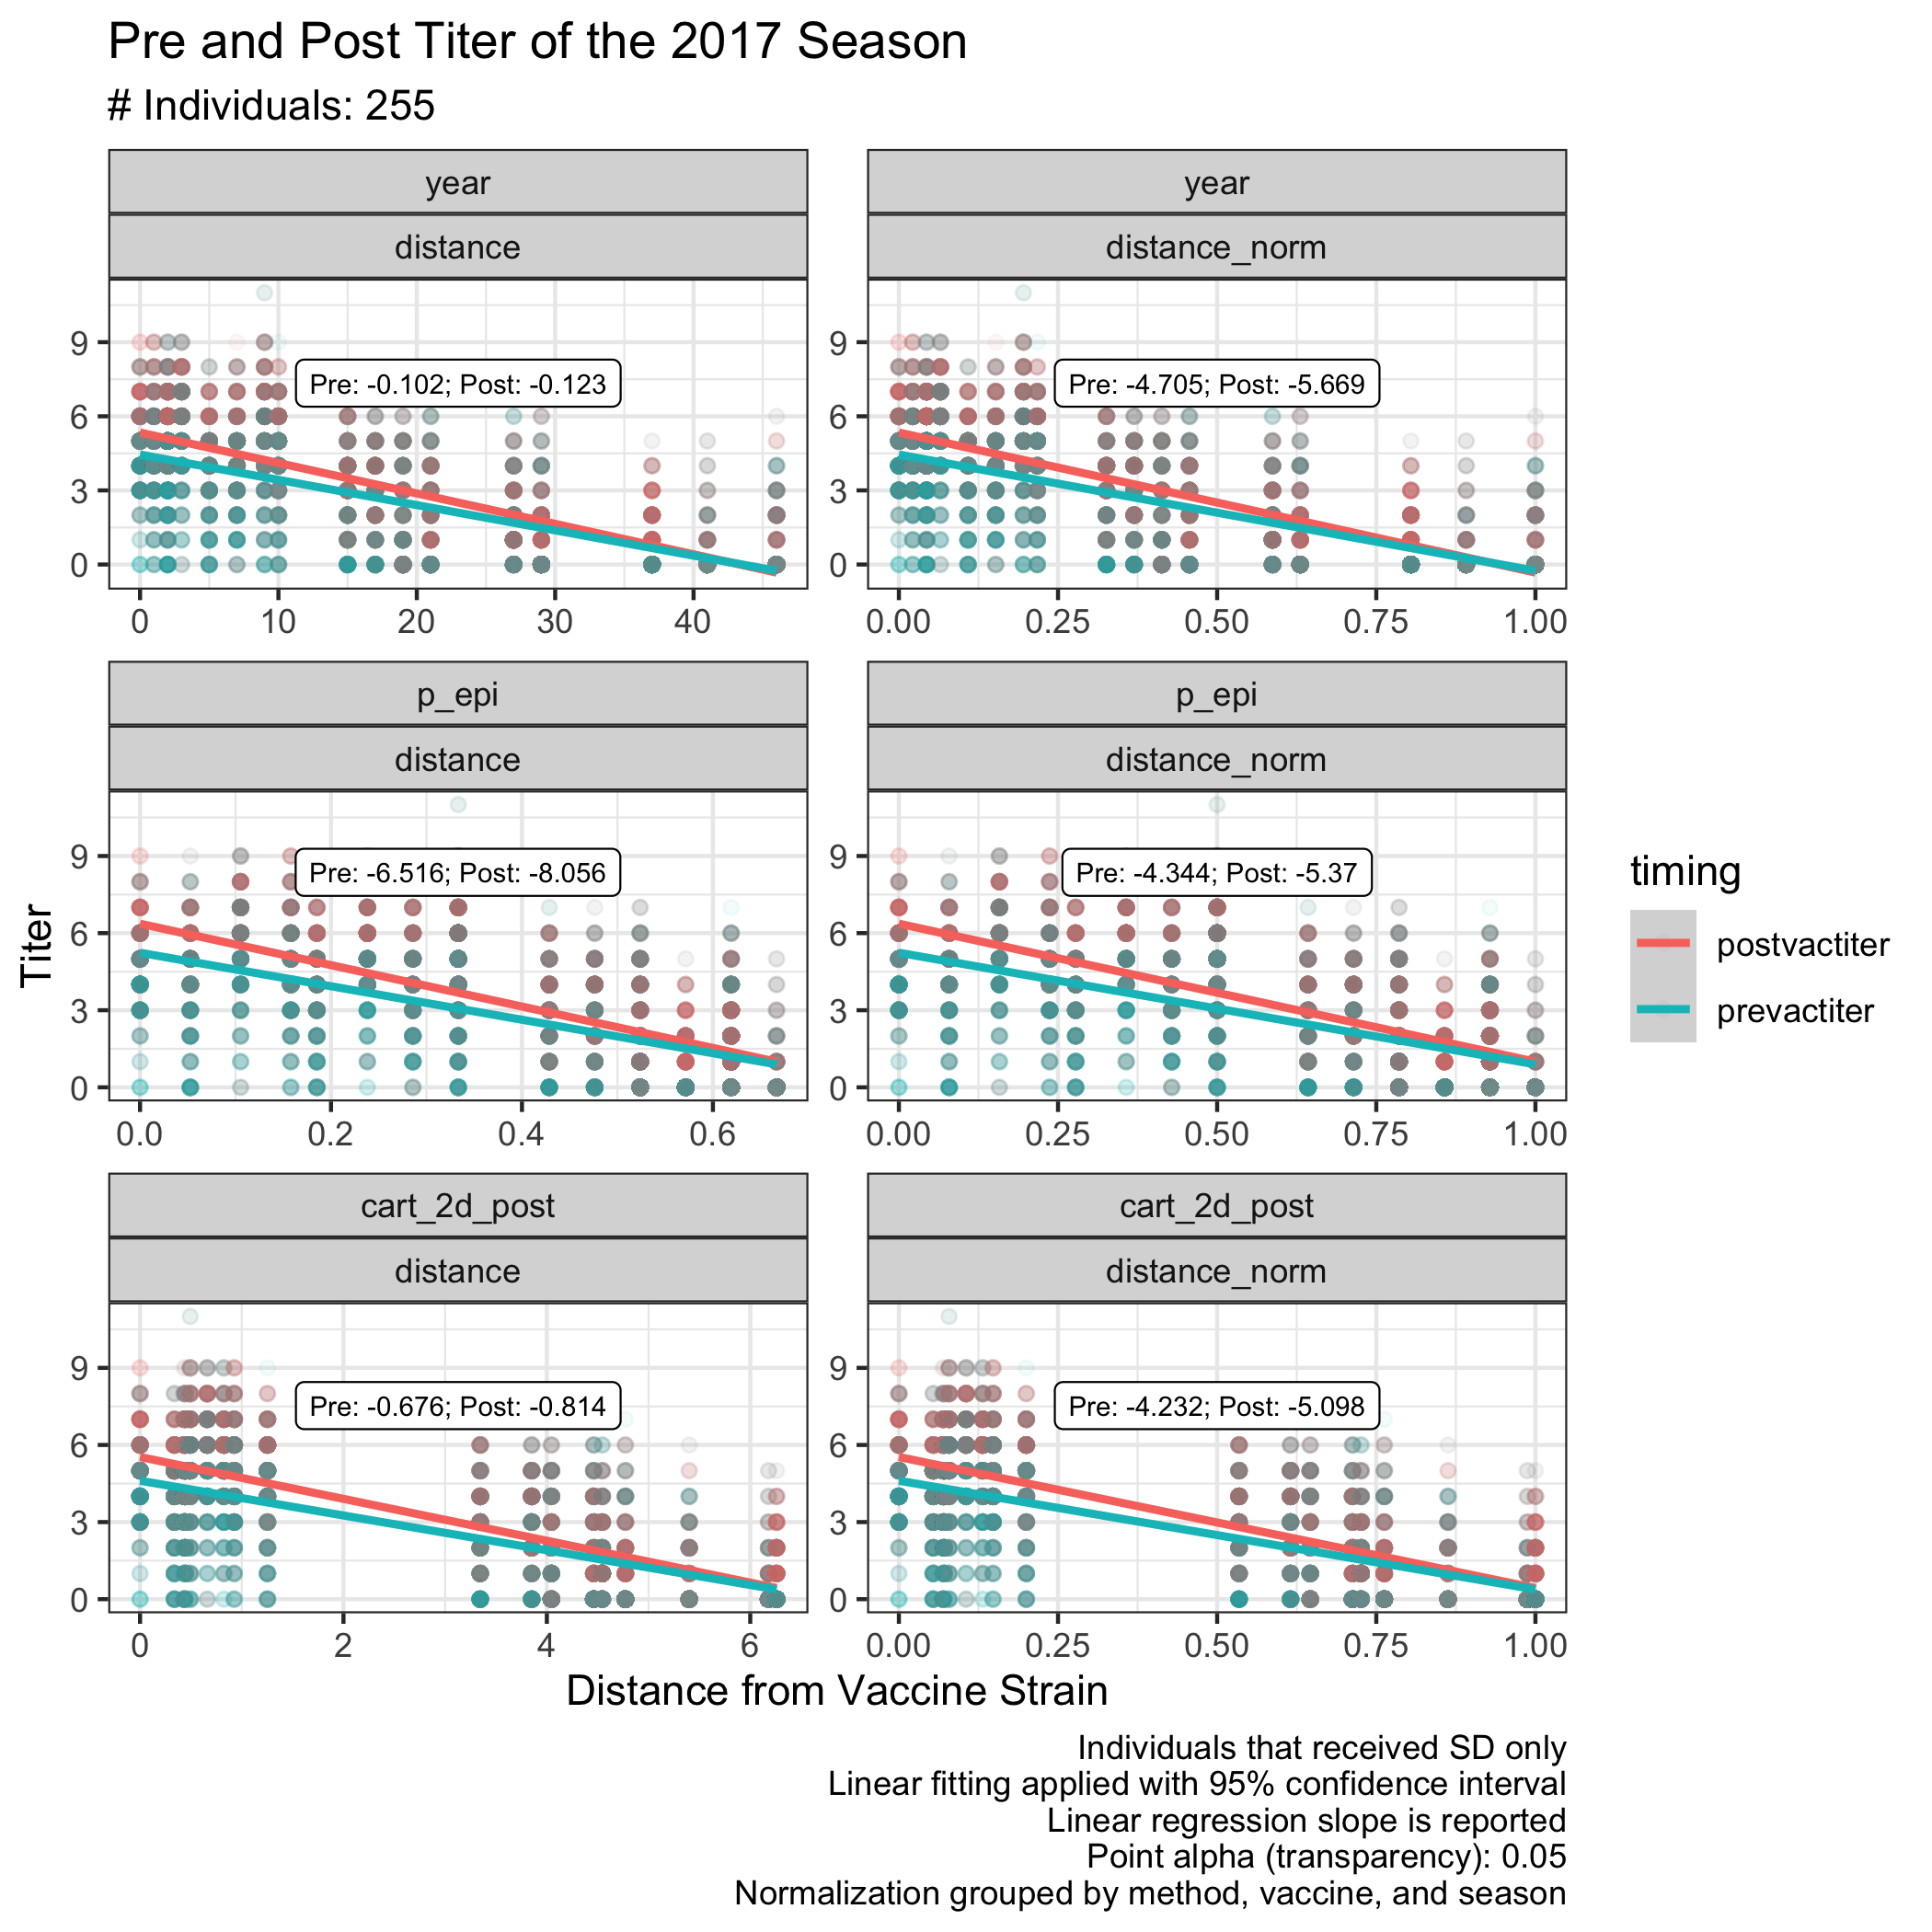 Pre and Post Titer of the 2017 Season
# Individuals: 255
year
year
distance
distance_norm
9
6
3
0
Pre: -0.102; Post: -0.123
0 10 20 30 40
9
6
3
0
Pre: -4.705; Post: -5.669
0.00 0.25 0.50 0.75 1.00
p_epi
p_epi
distance
distance_norm
9
6
3
0
Pre: -6.516; Post: -8.056
0.0 0.2 0.4 0.6
9
6
3
0
Pre: -4.344; Post: -5.37
0.00 0.25 0.50 0.75 1.00
cart_2d_post
cart_2d_post
distance
distance_norm
9
6
3
0
Pre: -0.676; Post: -0.814
0 2 4 6
9
6
3
0
Pre: -4.232; Post: -5.098
0.00 0.25 0.50 0.75 1.00
Titer
Distance from Vaccine Strain
timing
postvactiter
prevactiter
Individuals that received SD only
Linear fitting applied with 95% confidence interval
Linear regression slope is reported
Point alpha (transparency): 0.05
Normalization grouped by method, vaccine, and season